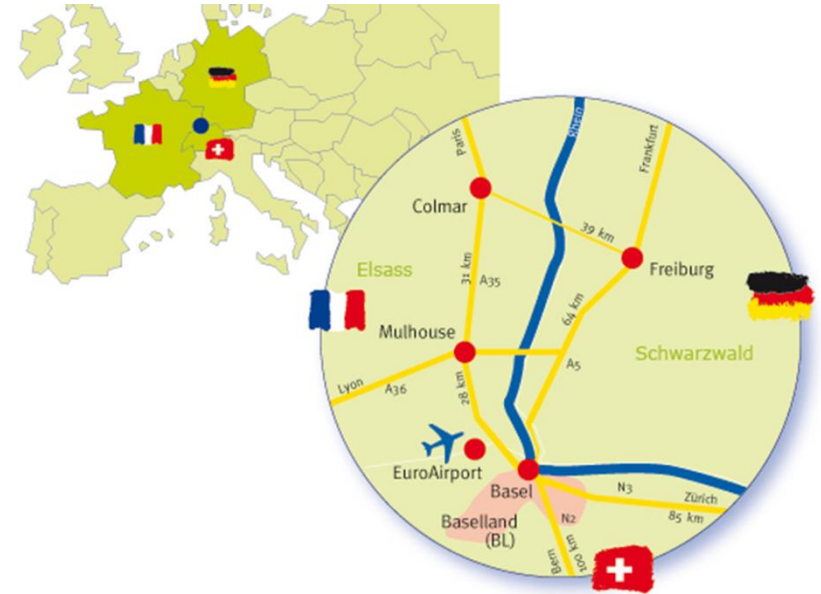 Paris
Rhein
Frankfurt
Colmar
39 km
Elsass
31 km
A35
Freiburg
64 km
Mulhouse
Schwarzwald
A5
Lyon
A36
28 km
EuroAirport
Basel
N3
Zürich
85 km
Baselland
(BL)
N2
Bern
100 km